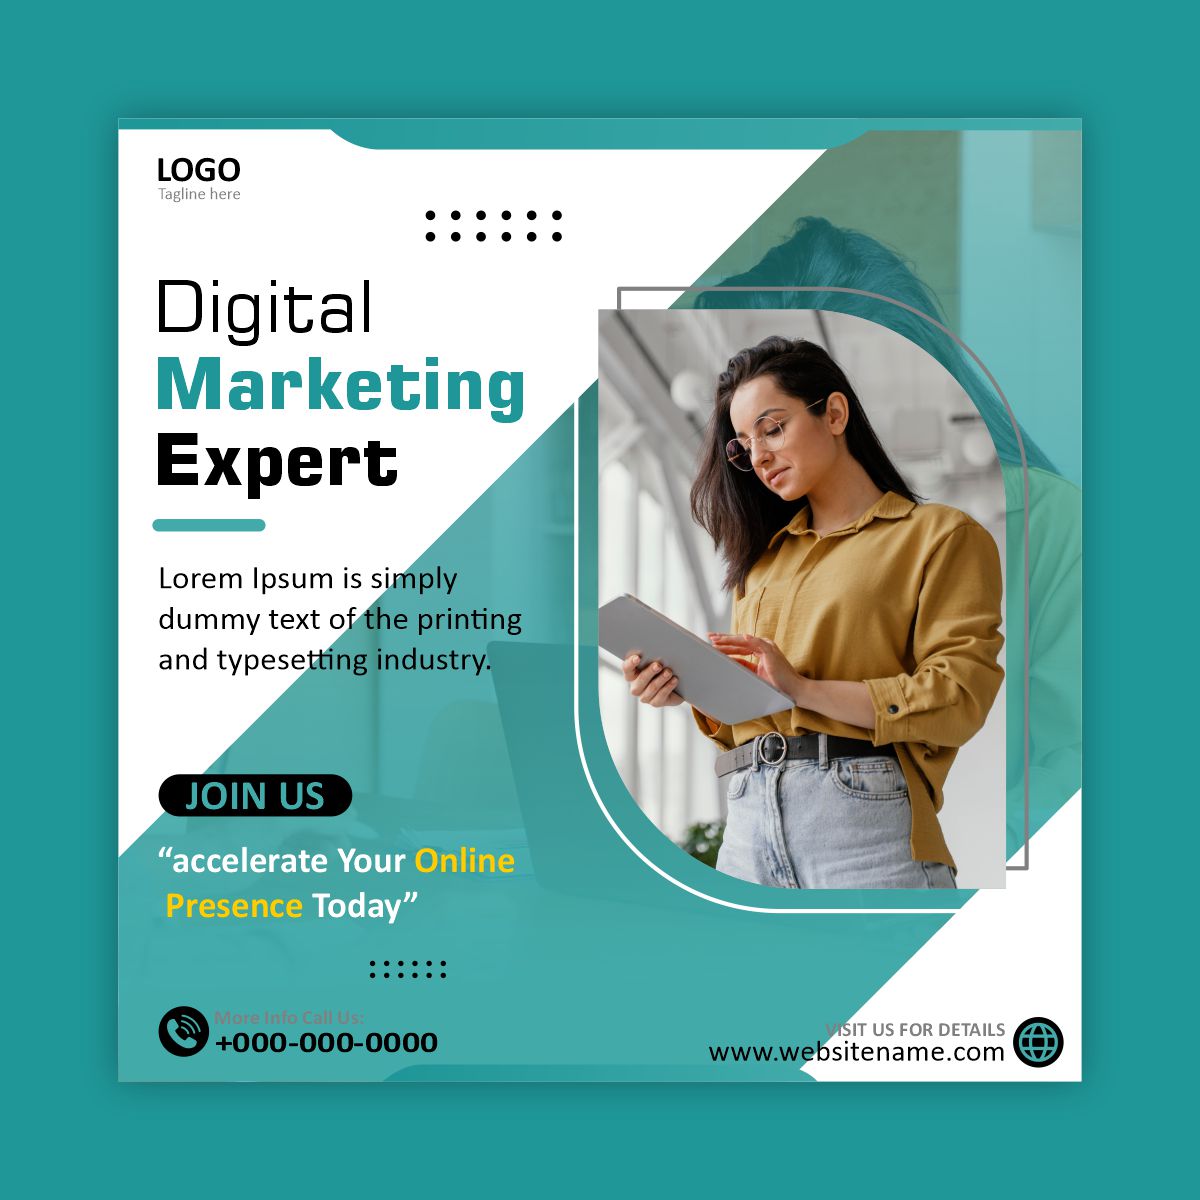 LOGO
Tagline here
Digital
Marketing
Expert
Lorem Ipsum is simply
dummy text of the printing
and typesetting industry.
JOIN US
“accelerate Your Online
Presence Today”
More Info Call Us:
+000-000-0000
VISIT US FOR DETAILS
www.websitename.com